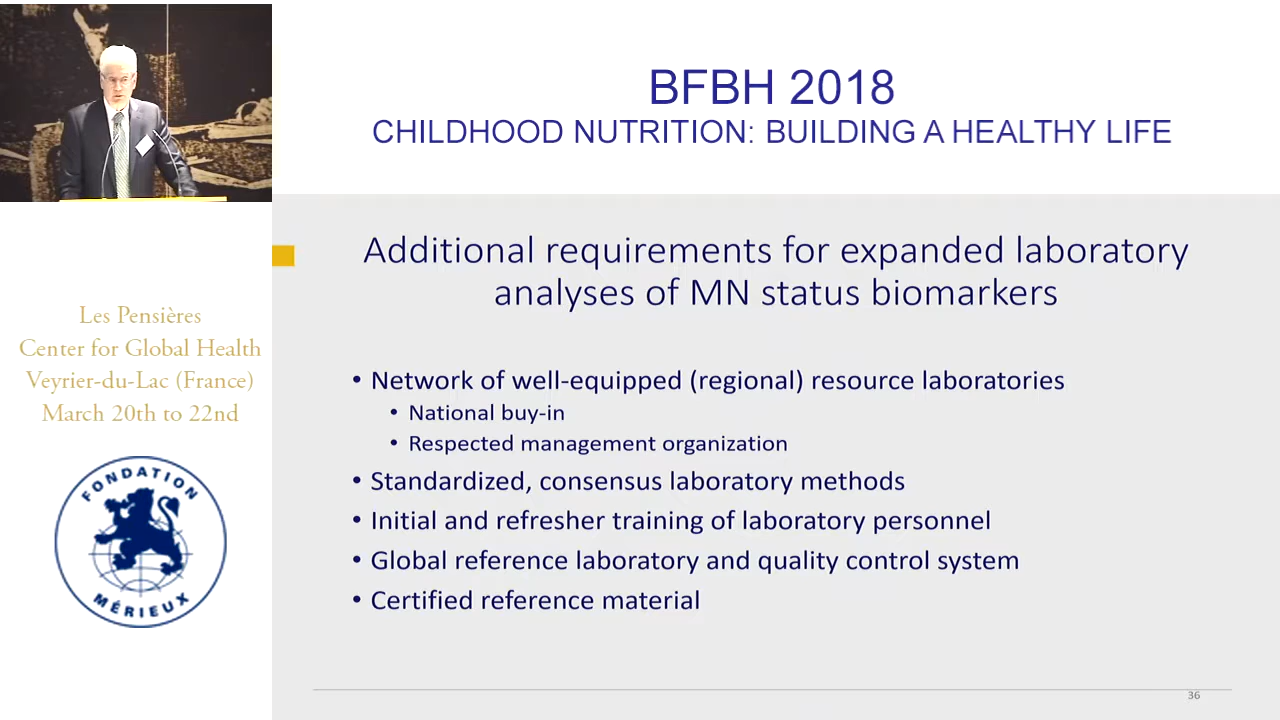 BFBH 2018
CHILDHOOD NUTRITION: BUILDING A HEALTHY LIFE
Additional requirements for expanded laboratory
analyses of MN status biomarkers
• Network of well-equipped (regional) resource laboratories
• National buy-in
• Respected management organization
• Standardized, consensus laboratory methods
• Initial and refresher training of laboratory personnel
• Global reference laboratory and quality control system
• Certified reference material
36
Les Pensières
Center for Global Health
Veyrier-du-Lac (France)
March 20th to 22nd
FONDATION
MÉRIEUX